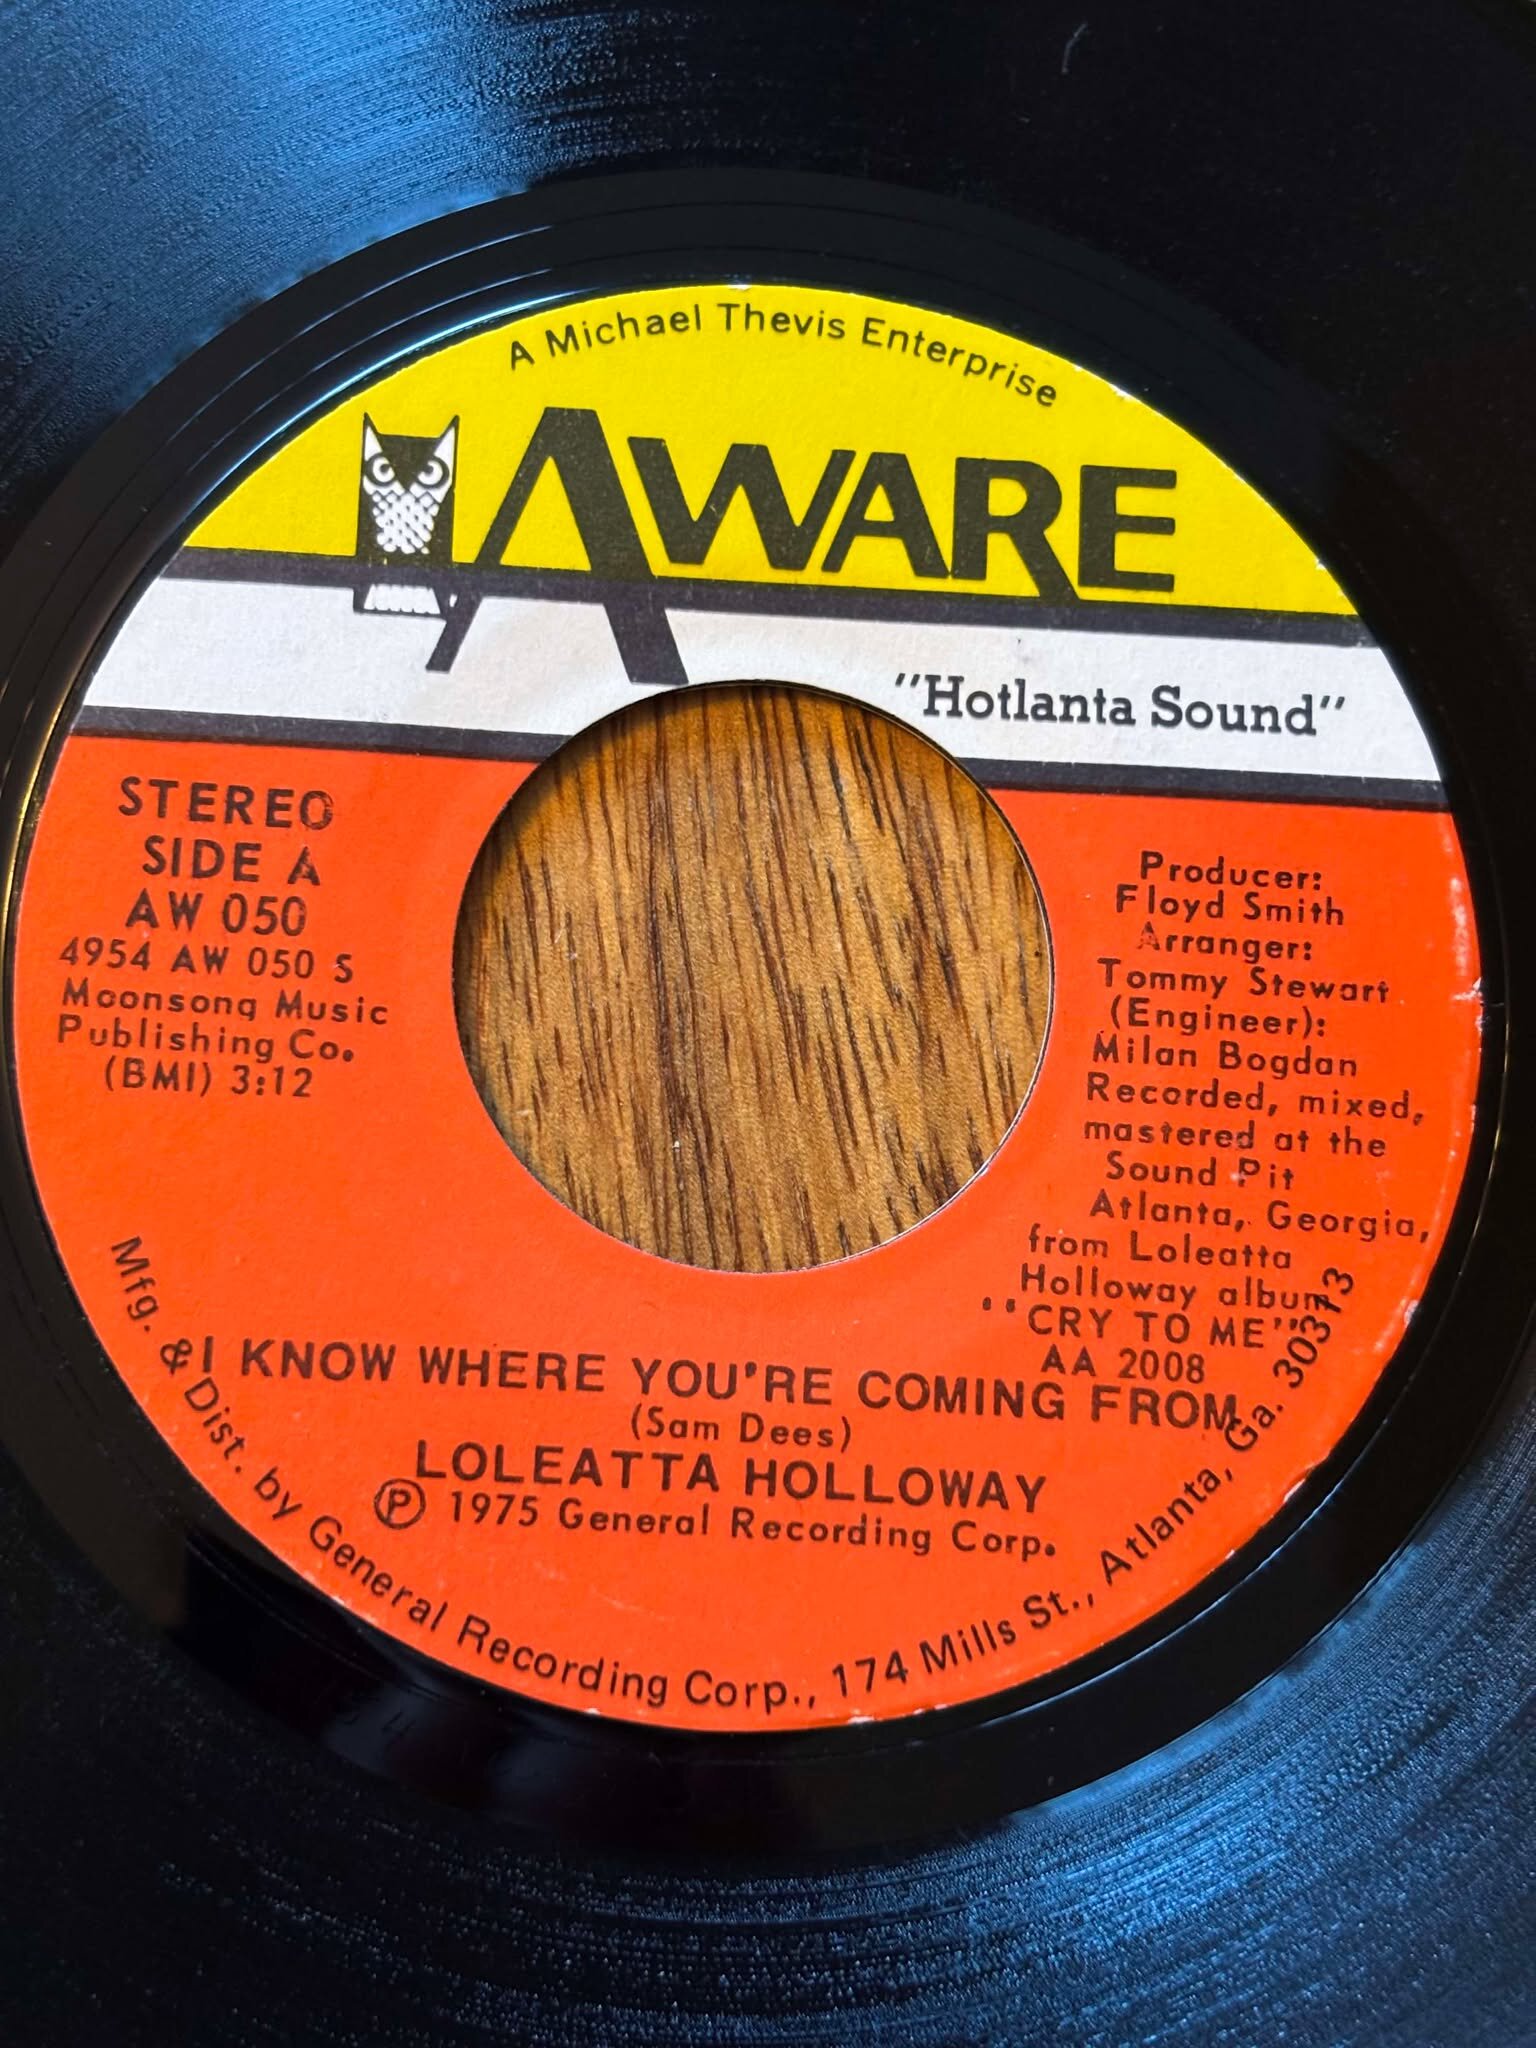 A Michael Thevis Enterprise
AWARE
"Hotlanta Sound"
STEREO
SIDE A
AW 050
4954 AW 050 S
Moonsong Music
Publishing Co.
(BMI) 3:12
Producer:
Floyd Smith
Arranger:
Tommy Stewart
(Engineer):
Milan Bogdan
Recorded, mixed,
mastered at the
Sound Pit
Atlanta, Georgia,
from Loleatta
Holloway album
"CRY TO ME"
AA 2008
I KNOW WHERE YOU'RE COMING FROM
(Sam Dees)
LOLEATTA HOLLOWAY
Ⓟ 1975 General Recording Corp.
Mfg. & Dist. by General Recording Corp., 174 Mills St., Atlanta, Ga. 30313